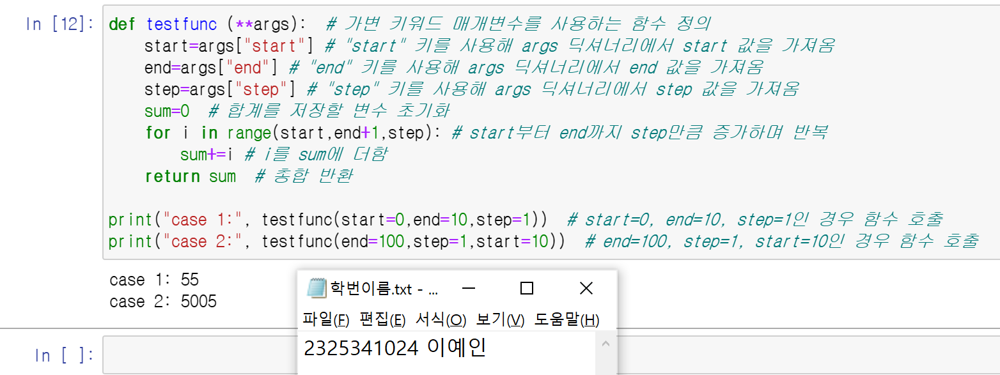 In [12]: def testfunc (**args):  # 가변 키워드 매개변수를 사용하는 함수 정의
    start=args["start"] # "start" 키를 사용해 args 딕셔너리에서 start 값을 가져옴
    end=args["end"] # "end" 키를 사용해 args 딕셔너리에서 end 값을 가져옴
    step=args["step"] # "step" 키를 사용해 args 딕셔너리에서 step 값을 가져옴
    sum=0  # 합계를 저장할 변수 초기화
    for i in range(start,end+1,step): # start부터 end까지 step만큼 증가하며 반복
        sum+=i # i를 sum에 더함
    return sum  # 총합 반환
print("case 1:", testfunc(start=0,end=10,step=1))  # start=0, end=10, step=1인 경우 함수 호출
print("case 2:", testfunc(end=100,step=1,start=10))  # end=100, step=1, start=10인 경우 함수 호출
case 1: 55
case 2: 5005
학번이름.txt - ...
파일(F) 편집(E) 서식(O) 보기(V) 도움말(H)
2325341024 이예인
In [ ]: